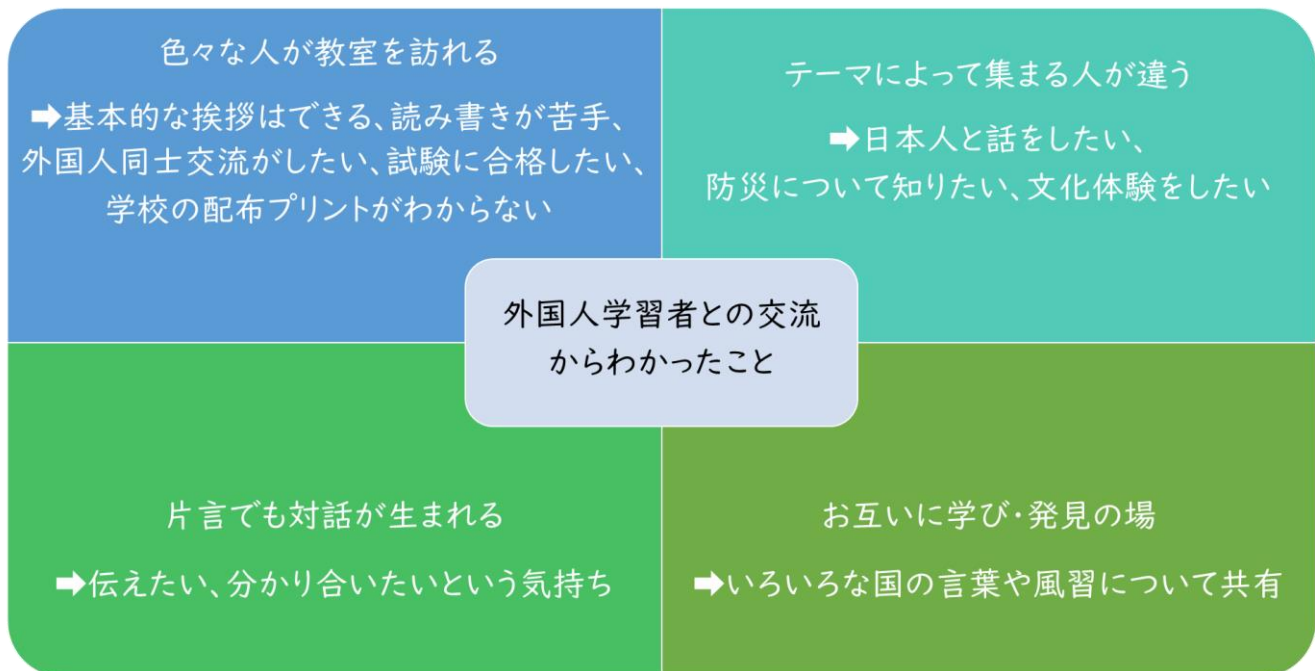 色々な人が教室を訪れる
➡基本的な挨拶はできる、読み書きが苦手、
外国人同士交流がしたい、試験に合格したい、
学校の配布プリントがわからない
テーマによって集まる人が違う
➡日本人と話をしたい、
防災について知りたい、文化体験をしたい
外国人学習者との交流
からわかったこと
片言でも対話が生まれる
➡伝えたい、分かり合いたいという気持ち
お互いに学び・発見の場
➡いろいろな国の言葉や風習について共有